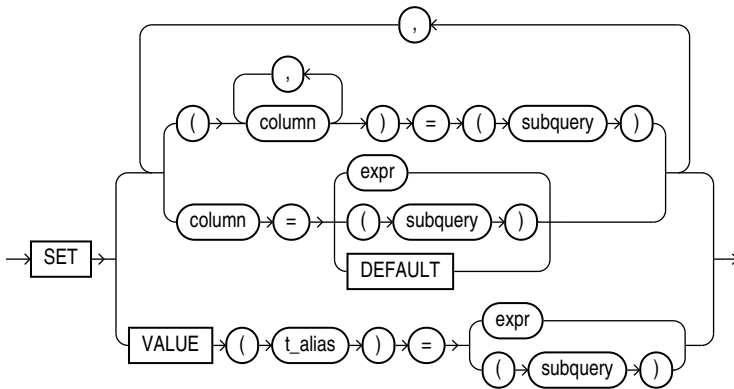 ,
,
( column ) = ( subquery )
expr
column = ( subquery )
DEFAULT
SET
VALUE ( t_alias ) = expr
( subquery )